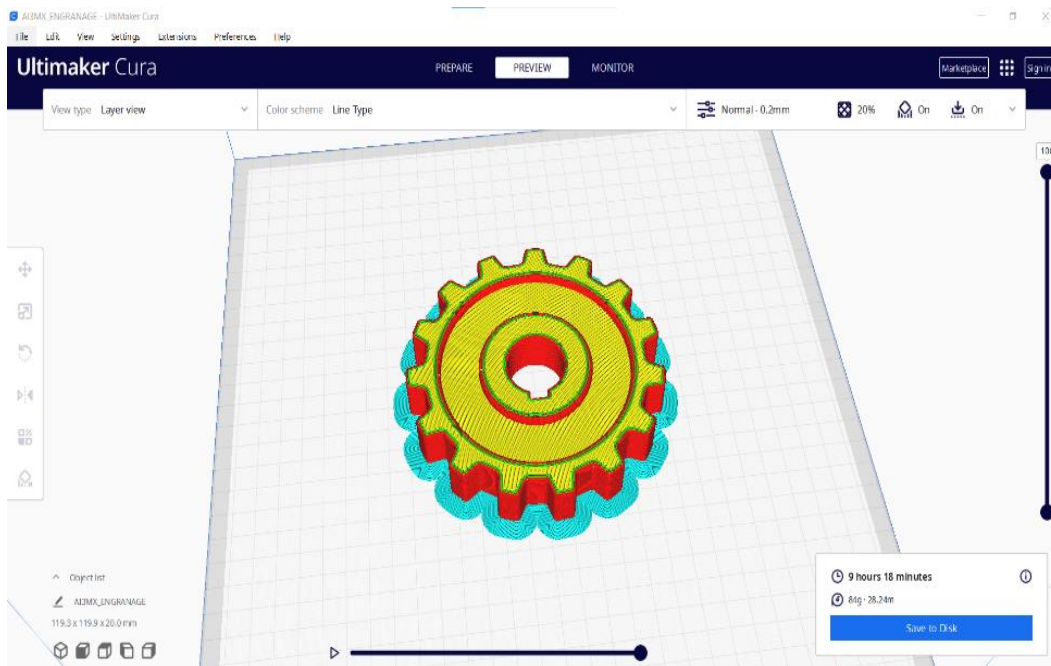 AI3MX_ENGRANAGE - UltiMaker Cura
File Edit View Settings Extensions Preferences Help
Ultimaker Cura
PREPARE PREVIEW MONITOR
Marketplace
Sign in
View type Layer view
Color scheme Line Type
Normal - 0.2mm
20%
On
On
Object list
AI3MX_ENGRANAGE
119.3 x 119.9 x 20.0 mm
9 hours 18 minutes
84g · 28.24m
Save to Disk